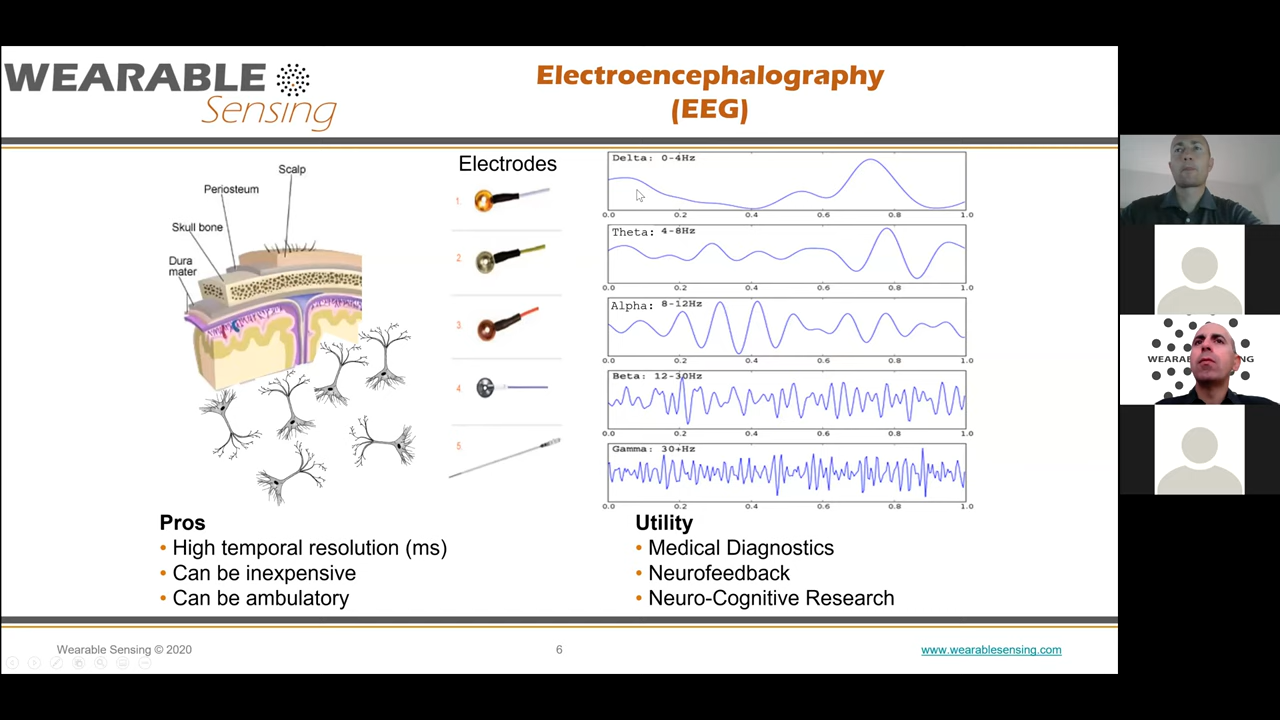 WEARABLE
Sensing
Electroencephalography
(EEG)
Scalp
Periosteum
Skull bone
Dura
mater
Electrodes
1.
2.
3.
4
5.
Delta: 0-4Hz
0.0 0.2 0.4 0.6 0.8 1.0
Theta: 4-8Hz
0.0 0.2 0.4 0.6 0.8 1.0
Alpha: 8-12Hz
0.0 0.2 0.4 0.6 0.8 1.0
Beta: 12-30Hz
0.0 0.2 0.4 0.6 0.8 1.0
Gamma: 30+Hz
0.0 0.2 0.4 0.6 0.8 1.0
Pros
• High temporal resolution (ms)
• Can be inexpensive
• Can be ambulatory
Utility
• Medical Diagnostics
• Neurofeedback
• Neuro-Cognitive Research
Wearable Sensing © 2020
6
www.wearablesensing.com